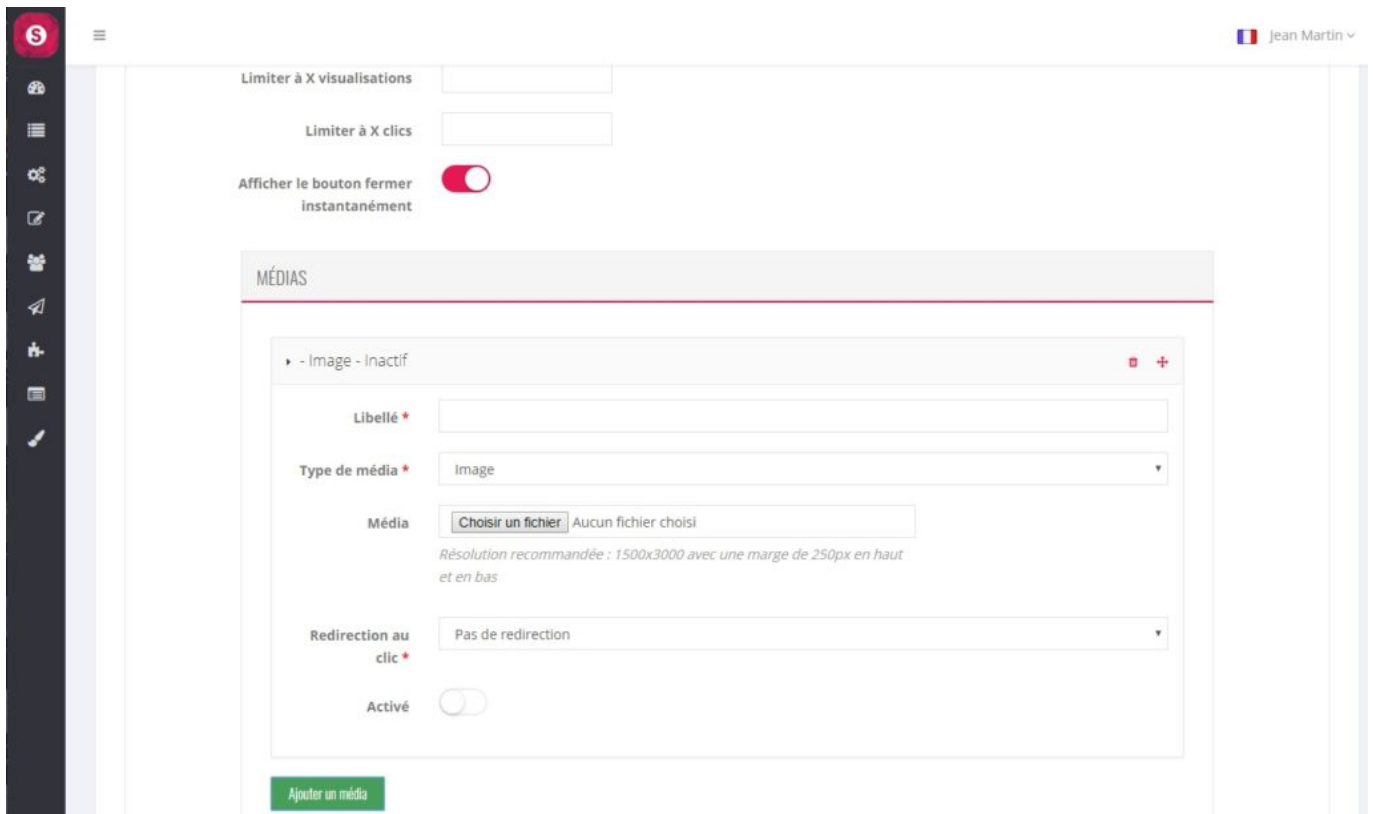 S
Jean Martin
Limiter à X visualisations
Limiter à X clics
Afficher le bouton fermer
instantanément
MÉDIAS
- Image - Inactif
Libellé *
Type de média * Image
Média Choisir un fichier Aucun fichier choisi
Résolution recommandée : 1500x3000 avec une marge de 250px en haut
et en bas
Redirection au Pas de redirection
clic *
Activé
Ajouter un média